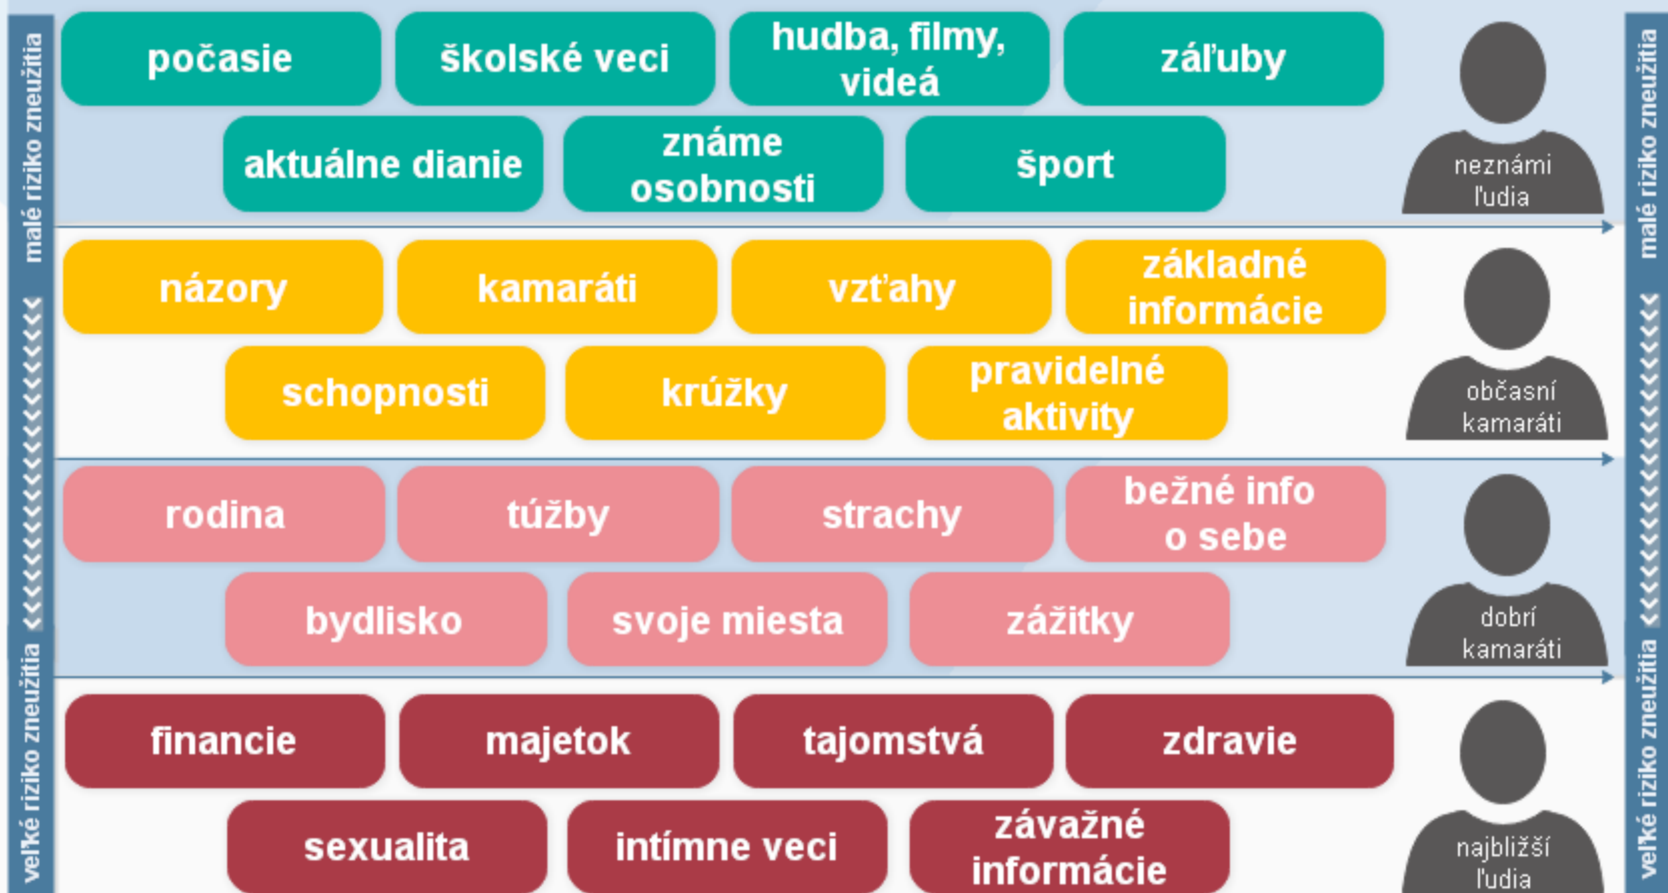 malé riziko zneužitia
veľké riziko zneužitia
počasie
školské veci
hudba, filmy,
videá
záľuby
aktuálne dianie
známe
osobnosti
šport
neznámi
ľudia
názory
kamaráti
vzťahy
základné
informácie
schopnosti
krúžky
pravidelné
aktivity
občasní
kamaráti
rodina
túžby
strachy
bežné info
o sebe
bydlisko
svoje miesta
zážitky
dobrí
kamaráti
financie
majetok
tajomstvá
zdravie
sexualita
intímne veci
závažné
informácie
najbližší
ľudia
malé riziko zneužitia
veľké riziko zneužitia